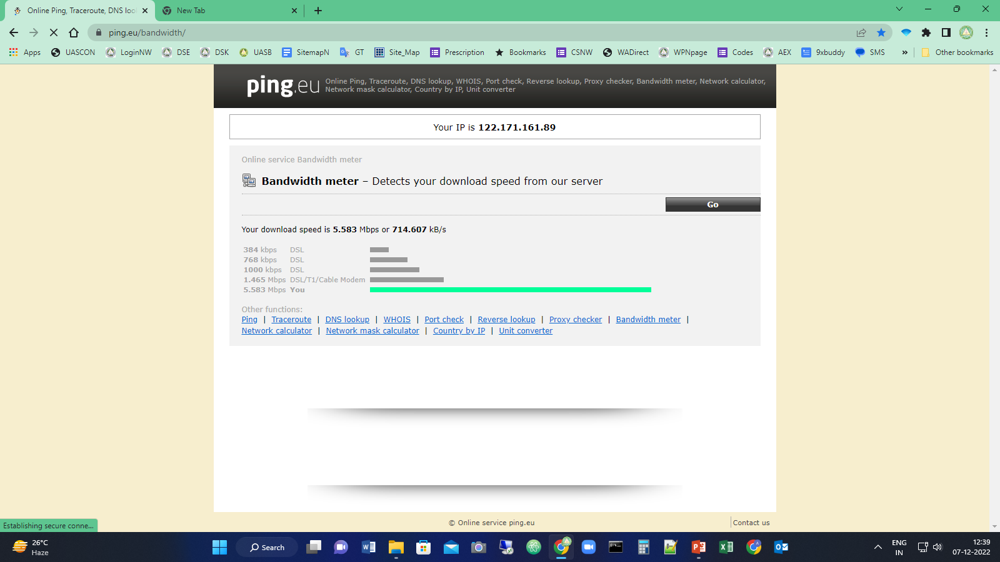 Online Ping, Traceroute, DNS loo
New Tab
ping.eu/bandwidth/
Apps UASCON LoginNW DSE DSK UASB SitemapN GT Site_Map Prescription Bookmarks CSNW WADirect WPNpage Codes AEX 9xbuddy SMS » Other bookmarks
ping.eu
Online Ping, Traceroute, DNS lookup, WHOIS, Port check, Reverse lookup, Proxy checker, Bandwidth meter, Network calculator,
Network mask calculator, Country by IP, Unit converter
Your IP is 122.171.161.89
Online service Bandwidth meter
Bandwidth meter – Detects your download speed from our server
Go
Your download speed is 5.583 Mbps or 714.607 kB/s
384 kbps DSL
768 kbps DSL
1000 kbps DSL
1.465 Mbps DSL/T1/Cable Modem
5.583 Mbps You
Other functions:
Ping | Traceroute | DNS lookup | WHOIS | Port check | Reverse lookup | Proxy checker | Bandwidth meter |
Network calculator | Network mask calculator | Country by IP | Unit converter
© Online service ping.eu
Contact us
Establishing secure conne...
26°C
Haze
Search
ENG
IN
12:39
07-12-2022